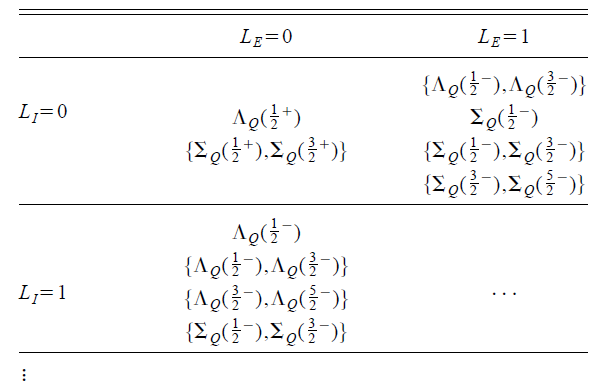 L_E=0 L_E=1
{Λ_Q(½⁻),Λ_Q(3/2⁻)}
L_I=0 Λ_Q(½⁺) Σ_Q(½⁻)
{Σ_Q(½⁺),Σ_Q(3/2⁺)} {Σ_Q(½⁻),Σ_Q(3/2⁻)}
{Σ_Q(3/2⁻),Σ_Q(5/2⁻)}
Λ_Q(½⁻)
{Λ_Q(½⁻),Λ_Q(3/2⁻)}
L_I=1 {Λ_Q(3/2⁻),Λ_Q(5/2⁻)} ...
{Σ_Q(½⁻),Σ_Q(3/2⁻)}
⋮